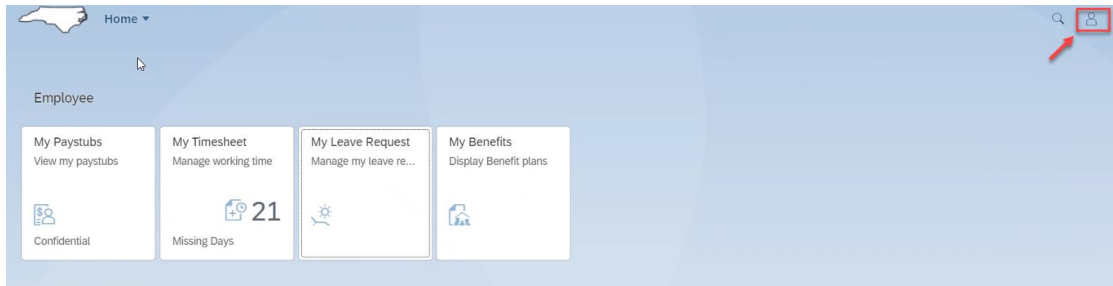 Home
Employee
My Paystubs
View my paystubs
Confidential
My Timesheet
Manage working time
21
Missing Days
My Leave Request
Manage my leave re...
My Benefits
Display Benefit plans